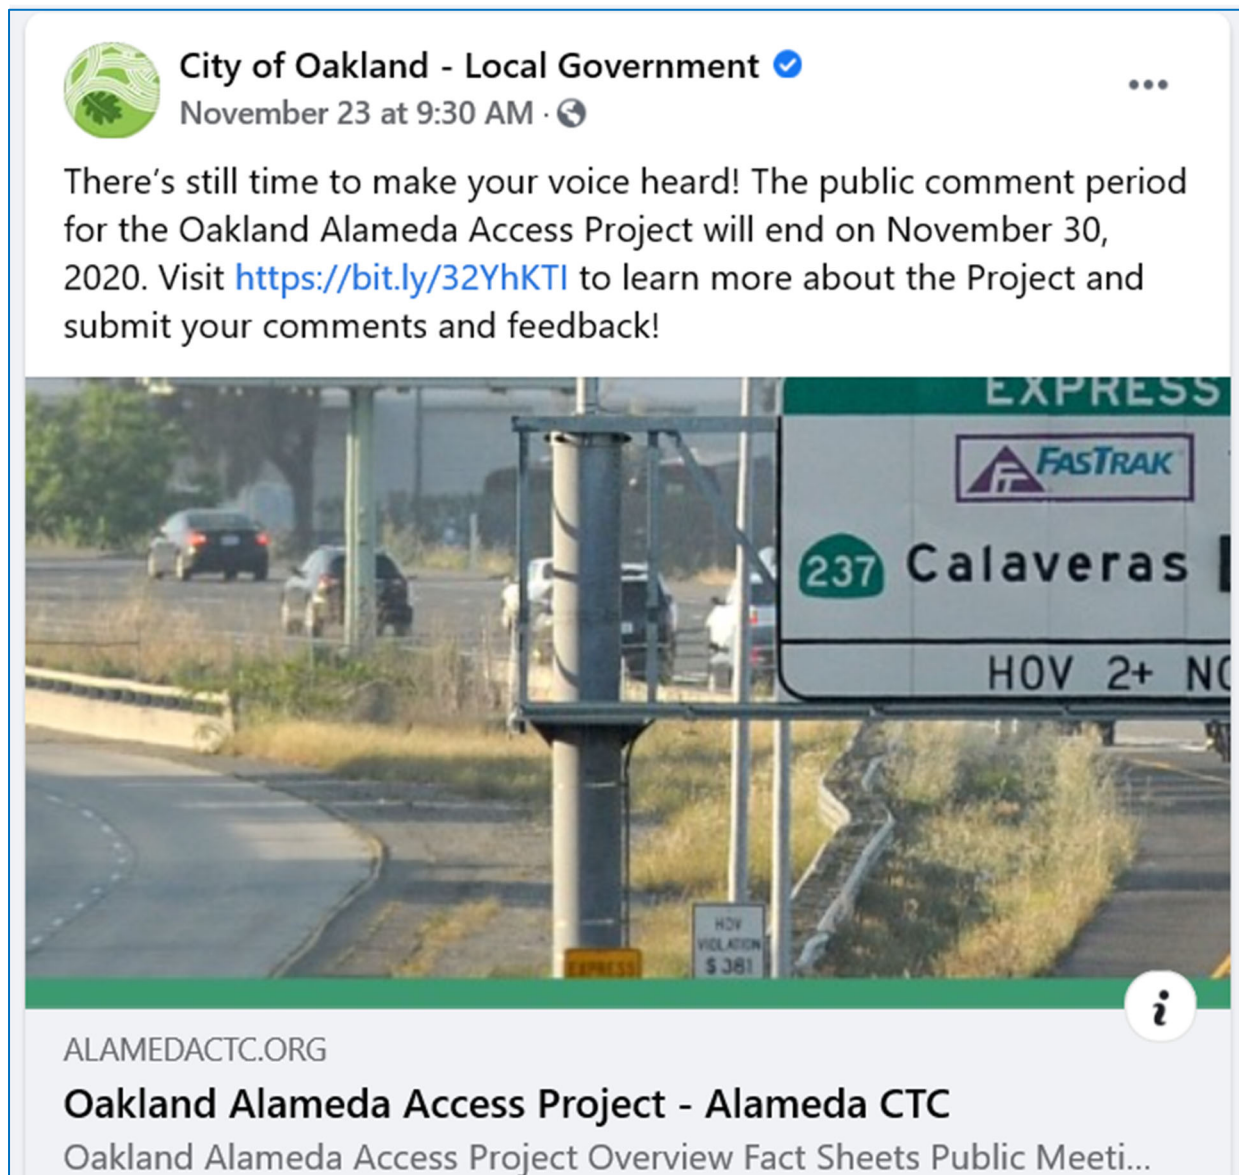 City of Oakland - Local Government
November 23 at 9:30 AM ·
There's still time to make your voice heard! The public comment period
for the Oakland Alameda Access Project will end on November 30,
2020. Visit https://bit.ly/32YhKTI to learn more about the Project and
submit your comments and feedback!
EXPRESS
FASTRAK
237 Calaveras
HOV 2+ NO
HOV
VIOLATION
$ 381
EXPRESS
i
ALAMEDACTC.ORG
Oakland Alameda Access Project - Alameda CTC
Oakland Alameda Access Project Overview Fact Sheets Public Meeti...